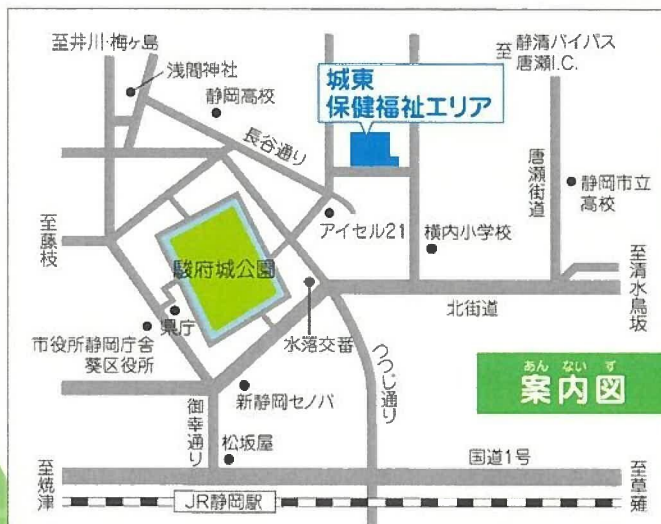 至井川・梅ヶ島
浅間神社
静岡高校
長谷通り
城東
保健福祉エリア
至
静清バイパス
唐瀬I.C.
唐瀬街道
静岡市立
高校
至藤枝
アイセル21
横内小学校
駿府城公園
至清水鳥坂
北街道
県庁
市役所静岡庁舎
葵区役所
水落交番
つつじ通り
あんないず
案内図
新静岡セノバ
御幸通り
松坂屋
国道1号
至焼津
JR静岡駅
至草薙